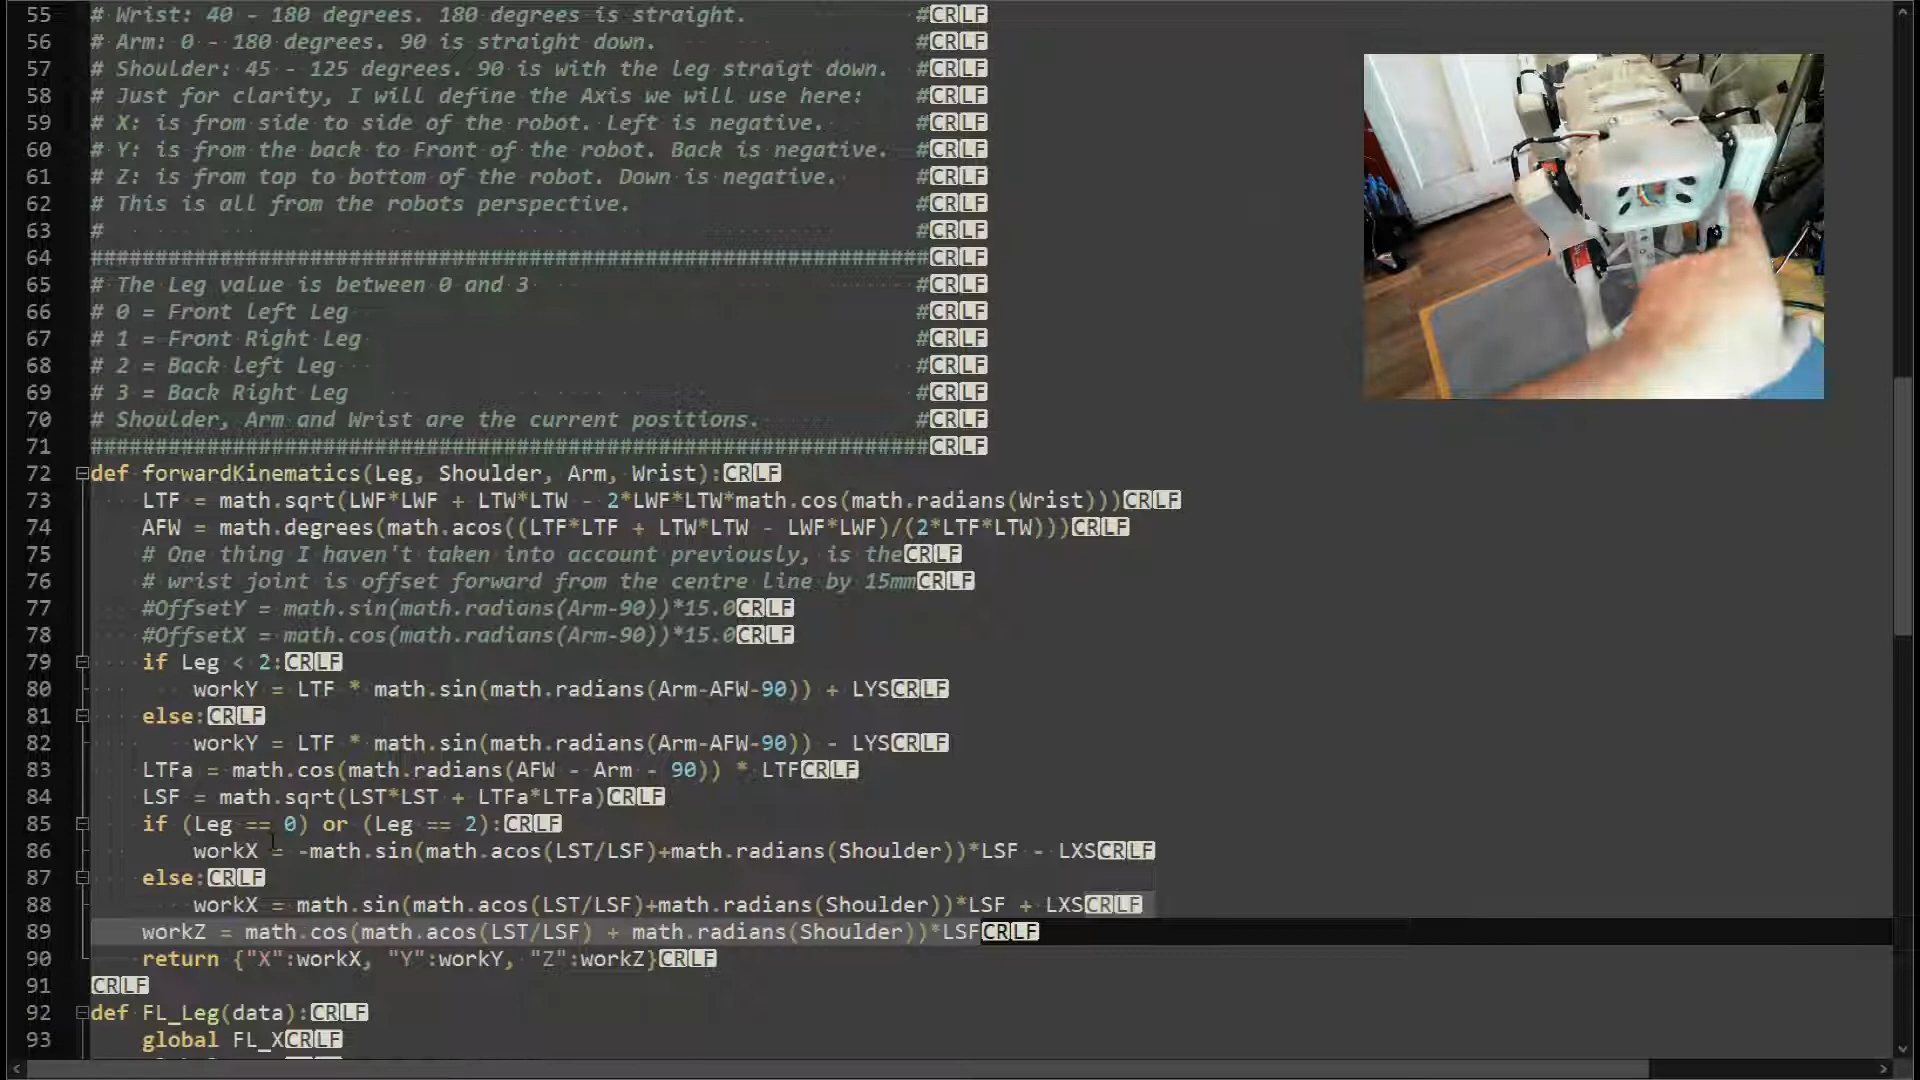 55 # Wrist: 40 - 180 degrees. 180 degrees is straight. #CRLF
56 # Arm: 0 - 180 degrees. 90 is straight down. #CRLF
57 # Shoulder: 45 - 125 degrees. 90 is with the leg straigt down. #CRLF
58 # Just for clarity, I will define the Axis we will use here: #CRLF
59 # X: is from side to side of the robot. Left is negative. #CRLF
60 # Y: is from the back to Front of the robot. Back is negative. #CRLF
61 # Z: is from top to bottom of the robot. Down is negative. #CRLF
62 # This is all from the robots perspective. #CRLF
63 # #CRLF
64 #################################################################CRLF
65 # The Leg value is between 0 and 3 #CRLF
66 # 0 = Front left Leg #CRLF
67 # 1 = Front Right Leg #CRLF
68 # 2 = Back left Leg #CRLF
69 # 3 = Back Right Leg #CRLF
70 # Shoulder, Arm and Wrist are the current positions. #CRLF
71 #################################################################CRLF
72 def forwardKinematics(Leg, Shoulder, Arm, Wrist):CRLF
73 LTF = math.sqrt(LWF*LWF + LTW*LTW - 2*LWF*LTW*math.cos(math.radians(Wrist)))CRLF
74 AFW = math.degrees(math.acos((LTF*LTF + LTW*LTW - LWF*LWF)/(2*LTF*LTW)))CRLF
75 # One thing I haven't taken into account previously, is theCRLF
76 # wrist joint is offset forward from the centre line by 15mmCRLF
77 #OffsetY = math.sin(math.radians(Arm-90))*15.0CRLF
78 #OffsetX = math.cos(math.radians(Arm-90))*15.0CRLF
79 if Leg < 2:CRLF
80 workY = LTF * math.sin(math.radians(Arm-AFW-90)) + LYSCRLF
81 else:CRLF
82 workY = LTF * math.sin(math.radians(Arm-AFW-90)) - LYSCRLF
83 LTFa = math.cos(math.radians(AFW - Arm - 90)) * LTFCRLF
84 LSF = math.sqrt(LST*LST + LTFa*LTFa)CRLF
85 if (Leg == 0) or (Leg == 2):CRLF
86 workX = -math.sin(math.acos(LST/LSF)+math.radians(Shoulder))*LSF - LXSCRLF
87 else:CRLF
88 workX = math.sin(math.acos(LST/LSF)+math.radians(Shoulder))*LSF + LXSCRLF
89 workZ = math.cos(math.acos(LST/LSF) + math.radians(Shoulder))*LSFCRLF
90 return {"X":workX, "Y":workY, "Z":workZ}CRLF
91 CRLF
92 def FL_Leg(data):CRLF
93 global FL_XCRLF